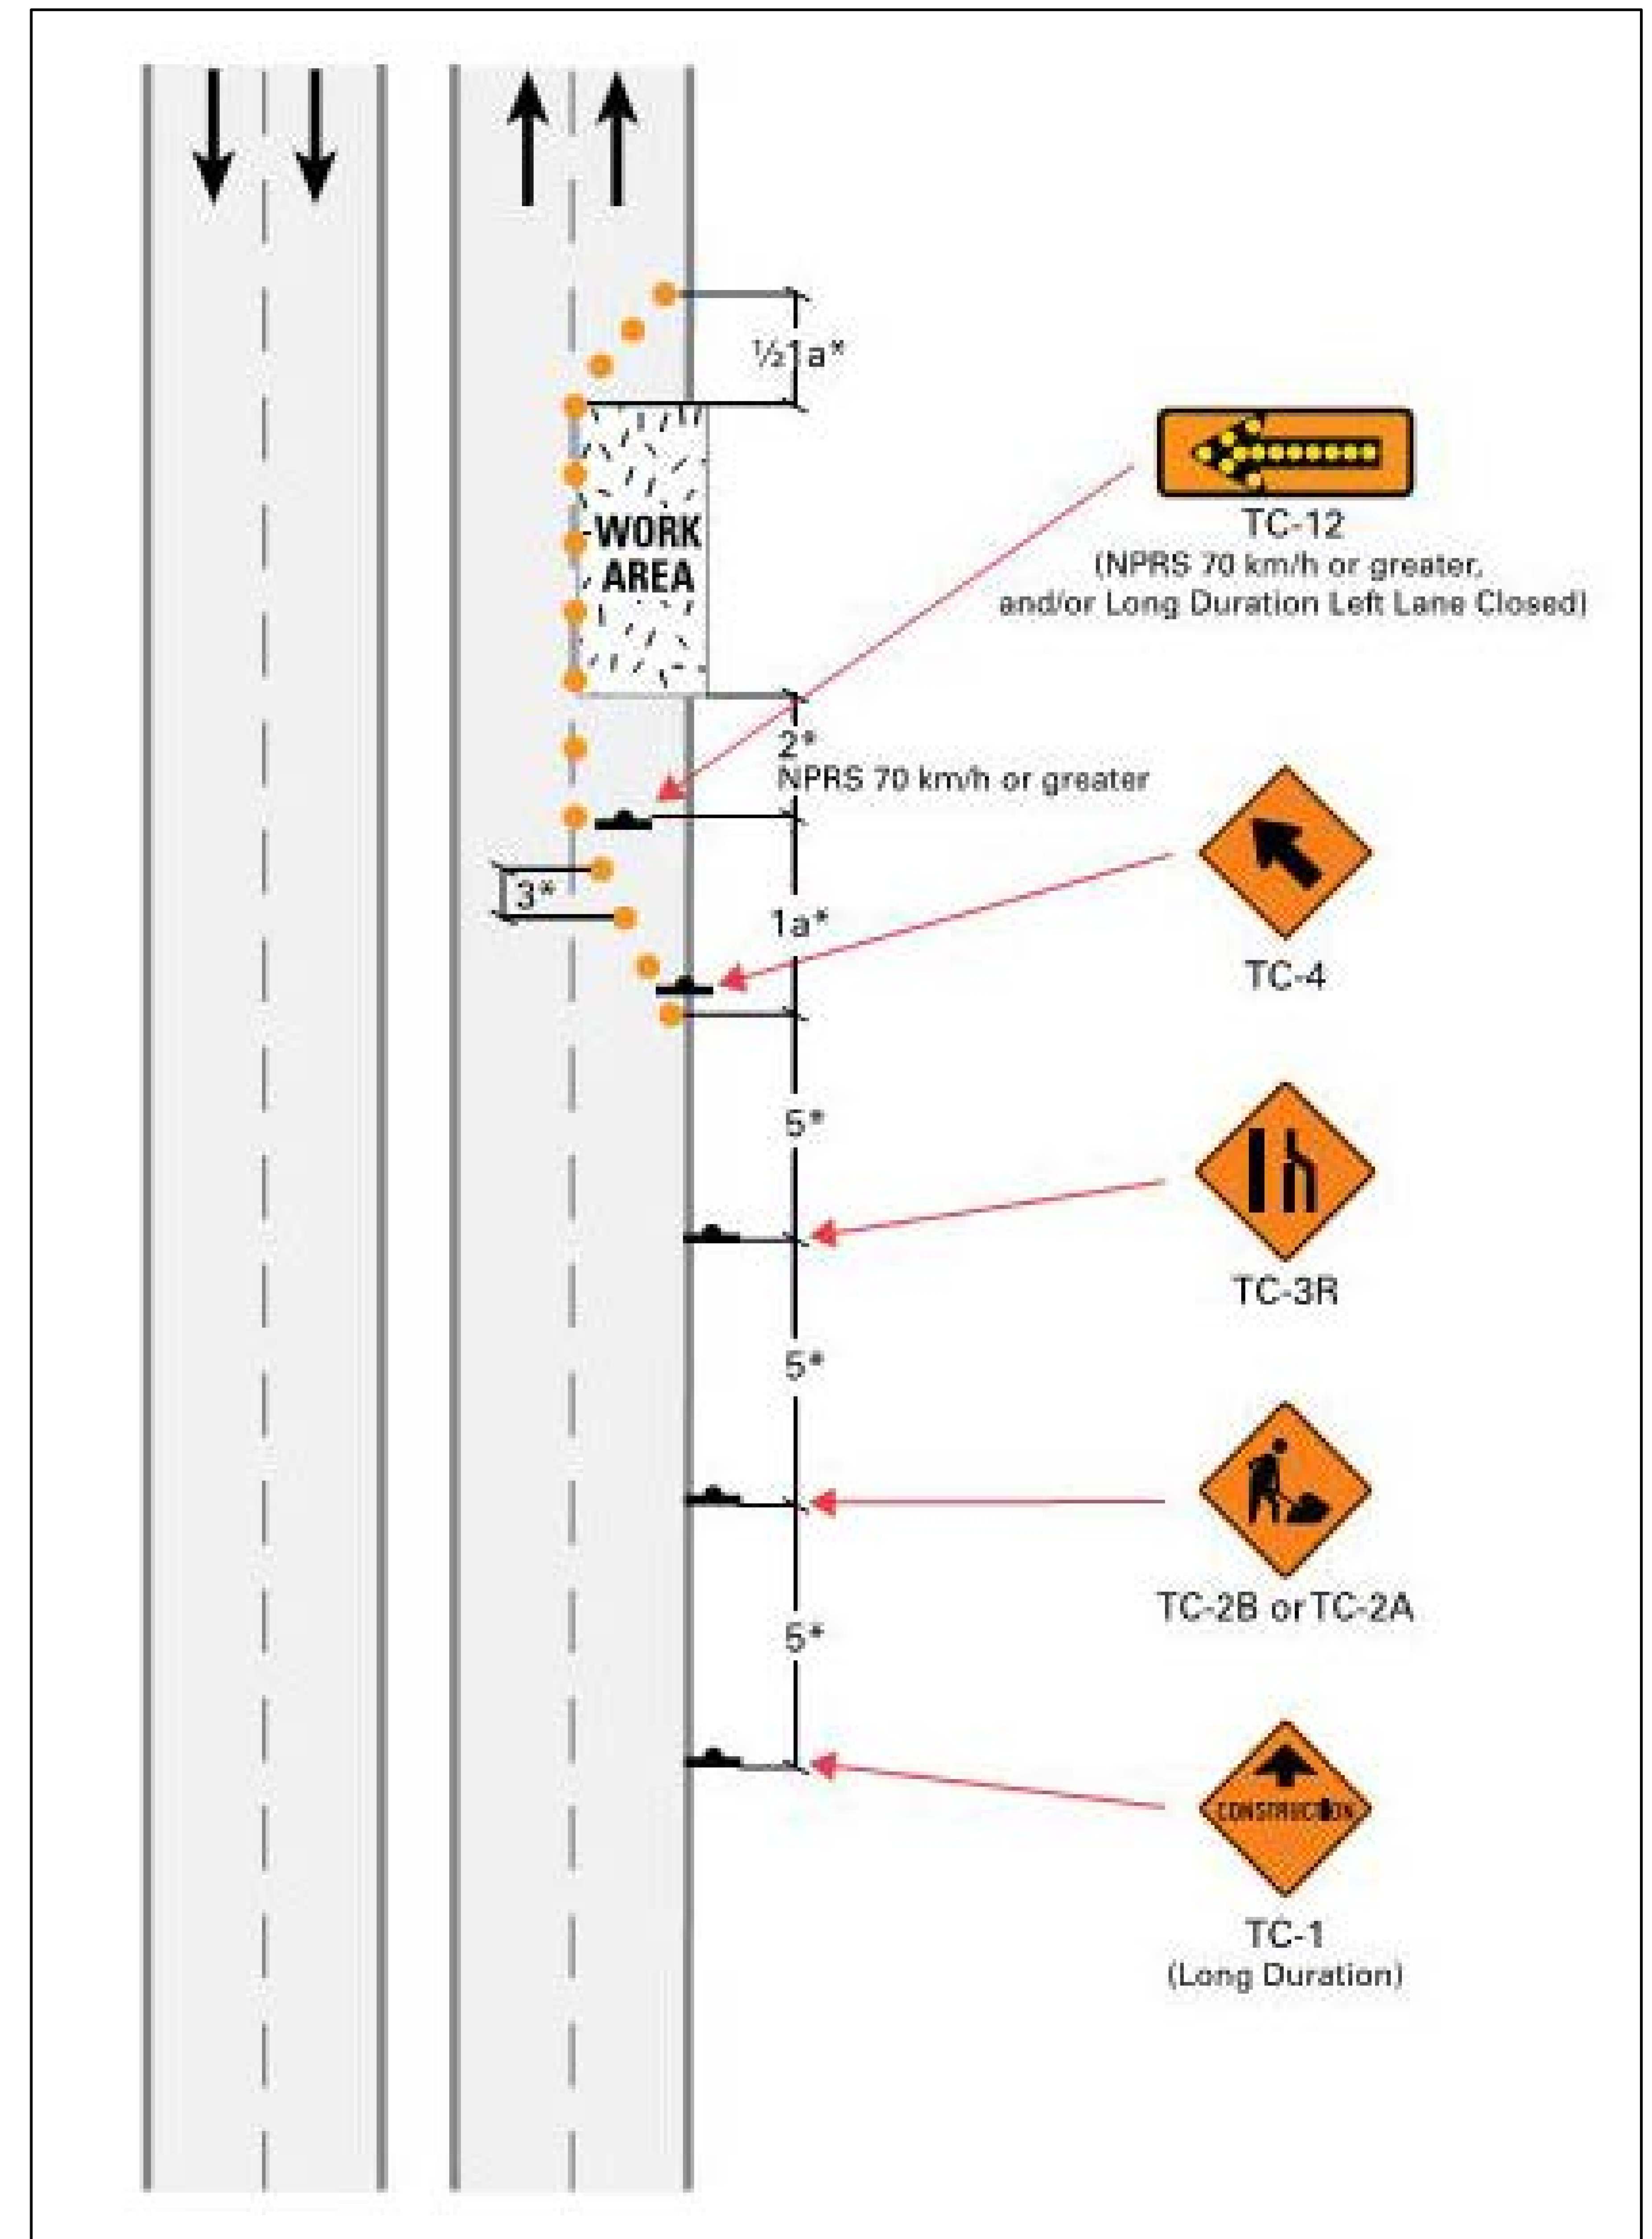 ½1a*
TC-12
(NPRS 70 km/h or greater,
and/or Long Duration Left Lane Closed)
WORK
AREA
2*
NPRS 70 km/h or greater
3*
1a*
TC-4
5*
TC-3R
5*
TC-2B or TC-2A
5*
CONSTRUCTION
TC-1
(Long Duration)